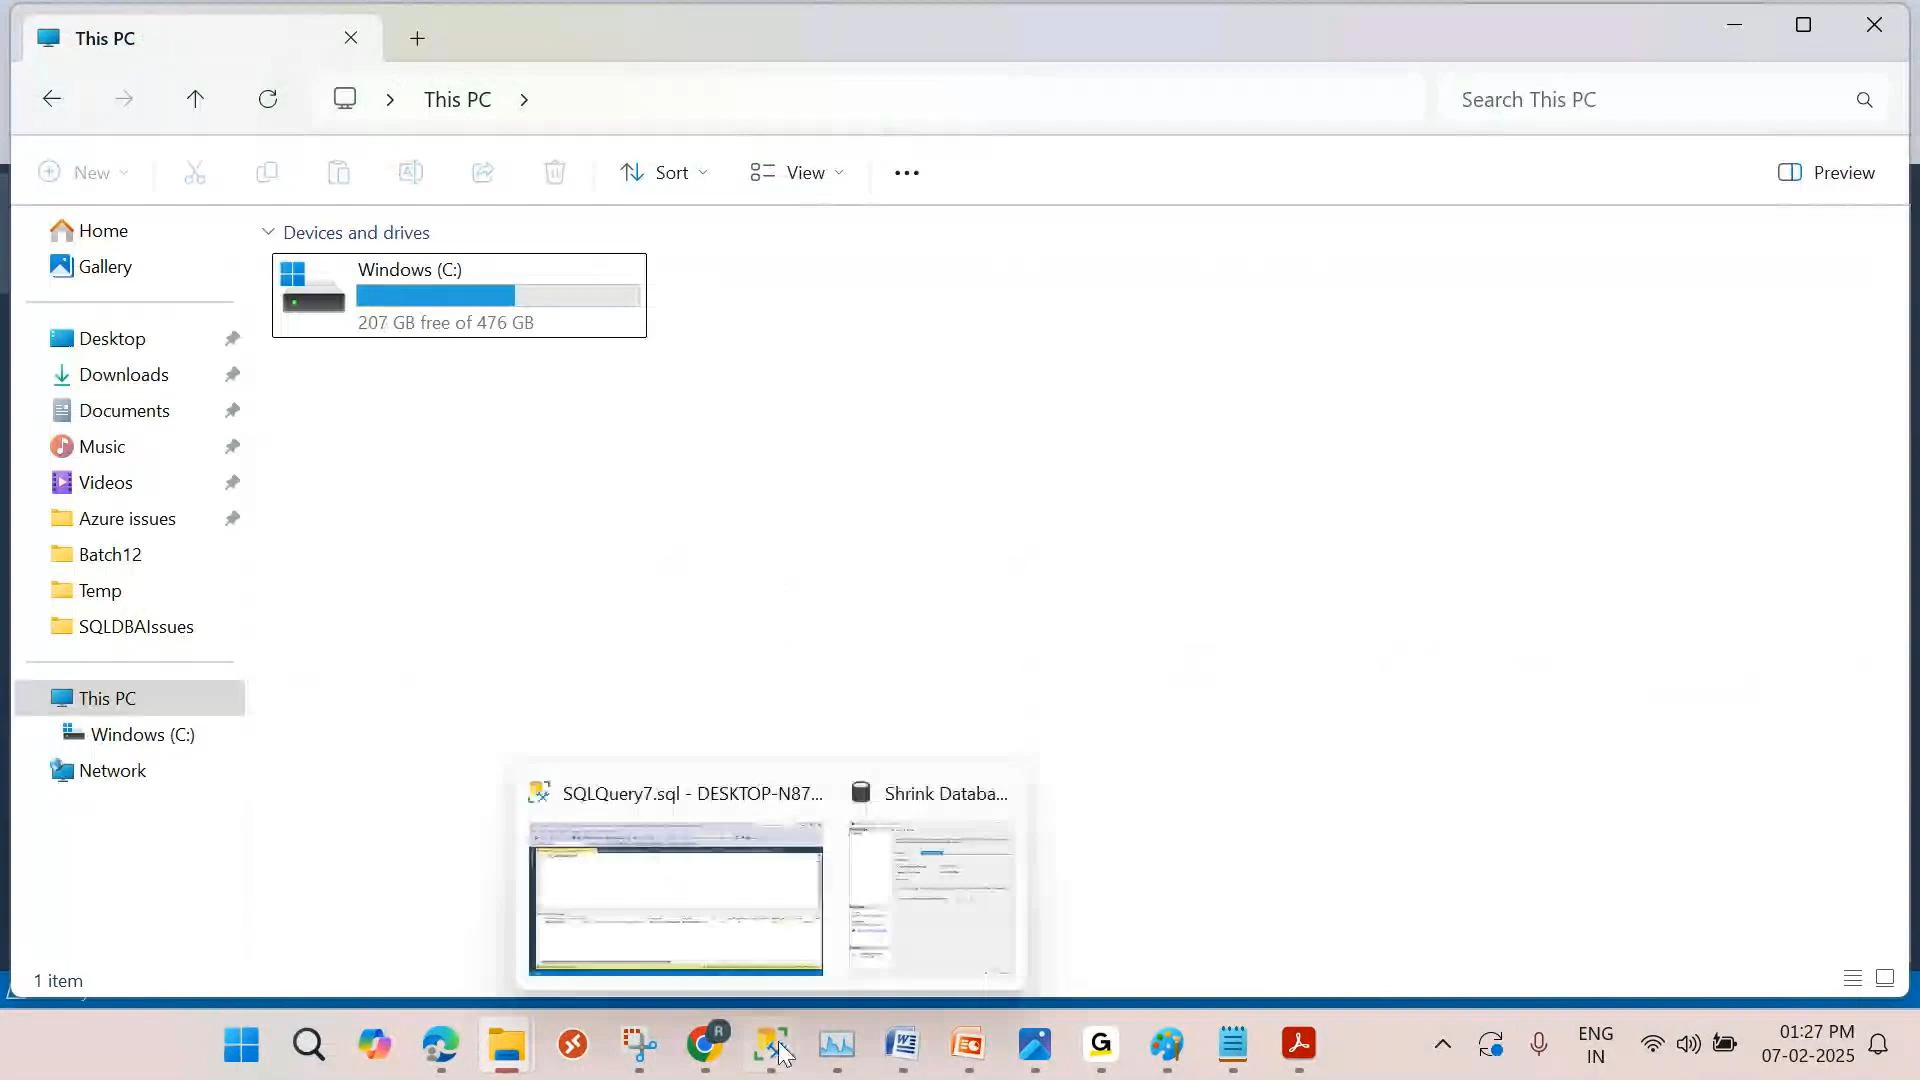 This PC
This PC
Search This PC
New
Sort
View
Preview
Home
Gallery
Desktop
Downloads
Documents
Music
Videos
Azure issues
Batch12
Temp
SQLDBAIssues
This PC
Windows (C:)
Network
Devices and drives
Windows (C:)
207 GB free of 476 GB
SQLQuery7.sql - DESKTOP-N87...
Shrink Databa...
1 item
R
G
ENG
IN
01:27 PM
07-02-2025